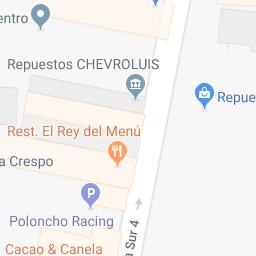 entro
Repuestos CHEVROLUIS
Repue
Rest. El Rey del Menú
a Crespo
Poloncho Racing
a Sur 4
Cacao & Canela